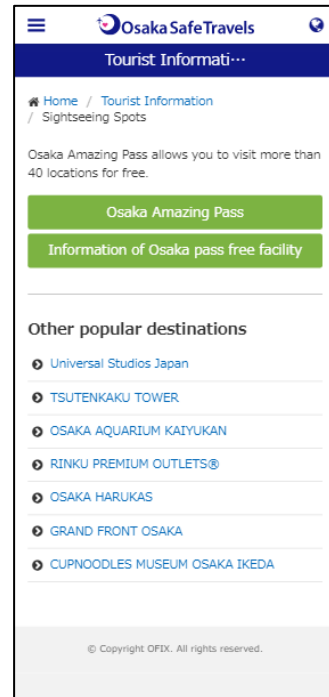 Osaka Safe Travels
Tourist Informati…
Home / Tourist Information
/ Sightseeing Spots
Osaka Amazing Pass allows you to visit more than
40 locations for free.
Osaka Amazing Pass
Information of Osaka pass free facility
Other popular destinations
Universal Studios Japan
TSUTENKAKU TOWER
OSAKA AQUARIUM KAIYUKAN
RINKU PREMIUM OUTLETS®
OSAKA HARUKAS
GRAND FRONT OSAKA
CUPNOODLES MUSEUM OSAKA IKEDA
© Copyright OFIX. All rights reserved.